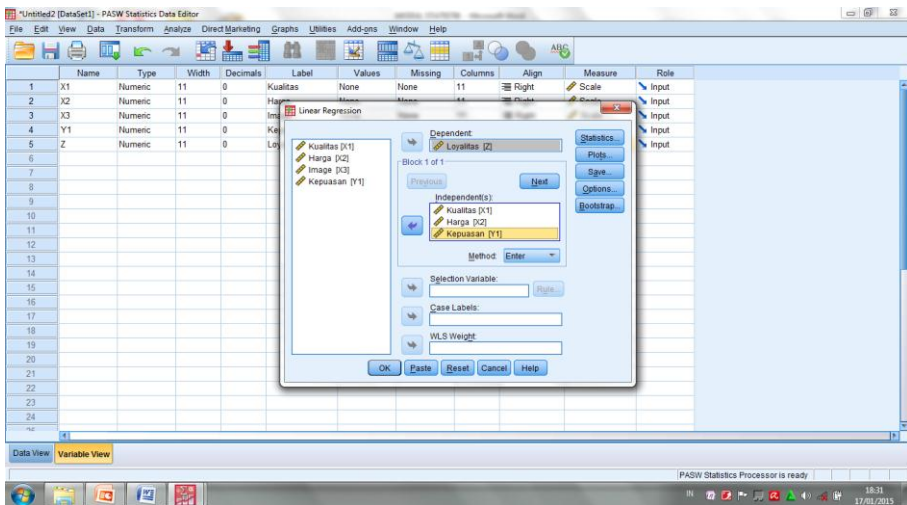 *Untitled2 [DataSet1] - PASW Statistics Data Editor
File Edit View Data Transform Analyze Direct Marketing Graphs Utilities Add-ons Window Help
Name Type Width Decimals Label Values Missing Columns Align Measure Role
1 X1 Numeric 11 0 Kualitas None None 11 Right Scale Input
2 X2 Numeric 11 0 Input
3 X3 Numeric 11 0 Input
4 Y1 Numeric 11 0 Input
5 Z Numeric 11 0 Input
6
7
8
9
10
11
12
13
14
15
16
17
18
19
20
21
22
23
24
Linear Regression
Kualitas [X1]
Harga [X2]
Image [X3]
Kepuasan [Y1]
Dependent:
Loyalitas [Z]
Block 1 of 1
Previous Next
Independent(s):
Kualitas [X1]
Harga [X2]
Kepuasan [Y1]
Method: Enter
Selection Variable:
Rule...
Case Labels:
WLS Weight:
Statistics...
Plots...
Save...
Options...
Bootstrap...
OK Paste Reset Cancel Help
Data View Variable View
PASW Statistics Processor is ready
IN 18:31
17/01/2015